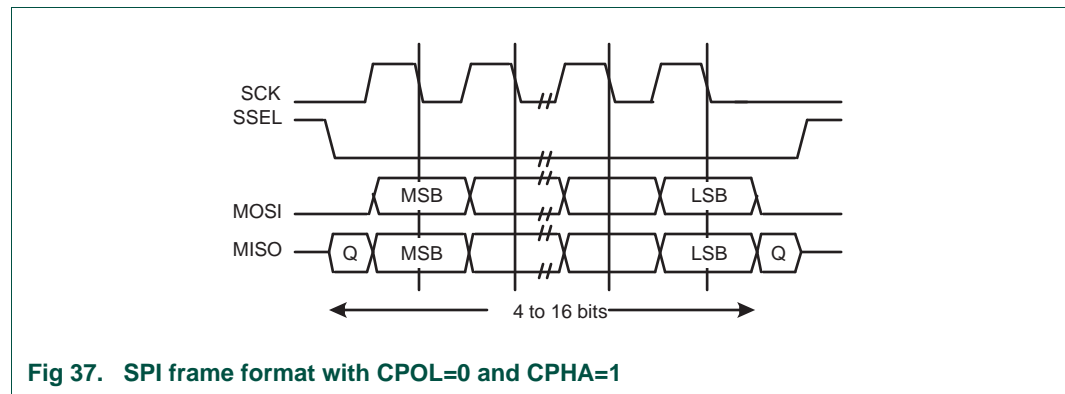 SCK
SSEL
MOSI MSB LSB
MISO Q MSB LSB Q
4 to 16 bits
Fig 37. SPI frame format with CPOL=0 and CPHA=1